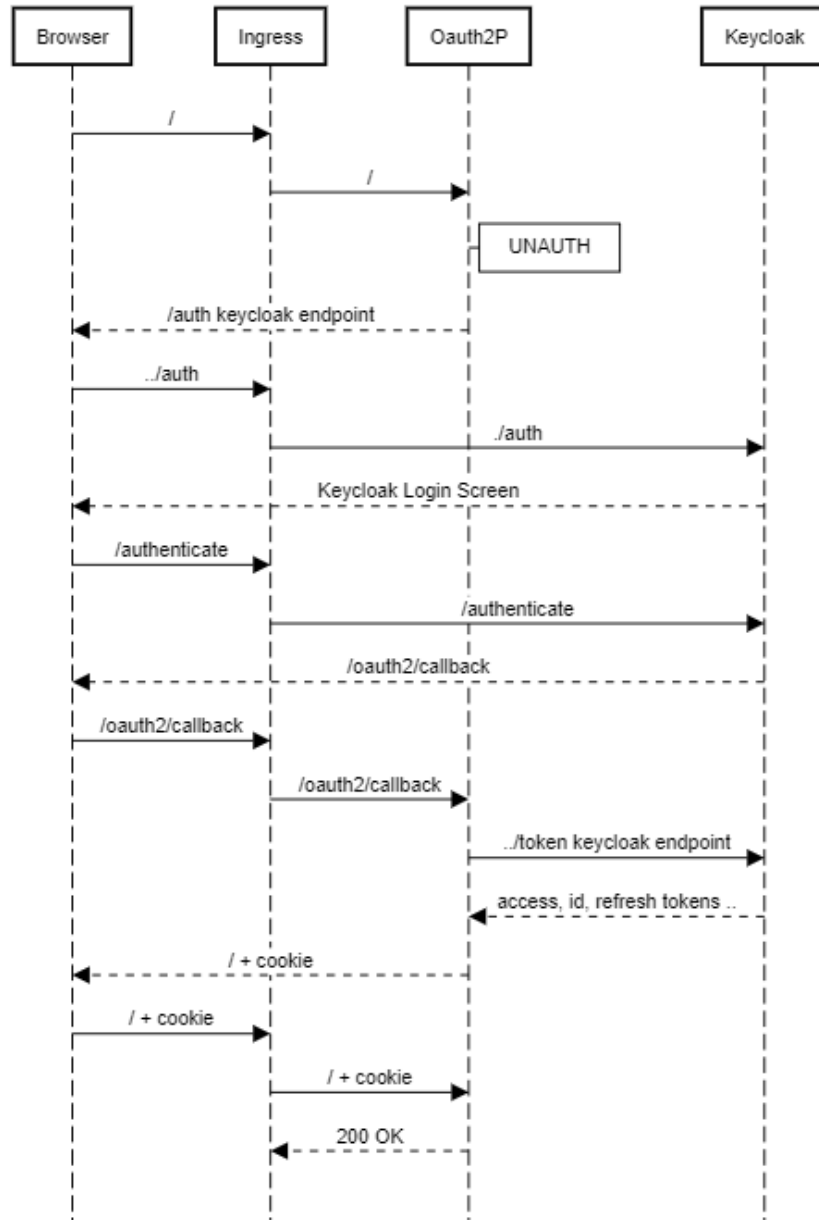 Browser
Ingress
Oauth2P
Keycloak
/
/
UNAUTH
/auth keycloak endpoint
../auth
./auth
Keycloak Login Screen
/authenticate
/authenticate
/oauth2/callback
/oauth2/callback
/oauth2/callback
../token keycloak endpoint
access, id, refresh tokens ..
/ + cookie
/ + cookie
/ + cookie
200 OK